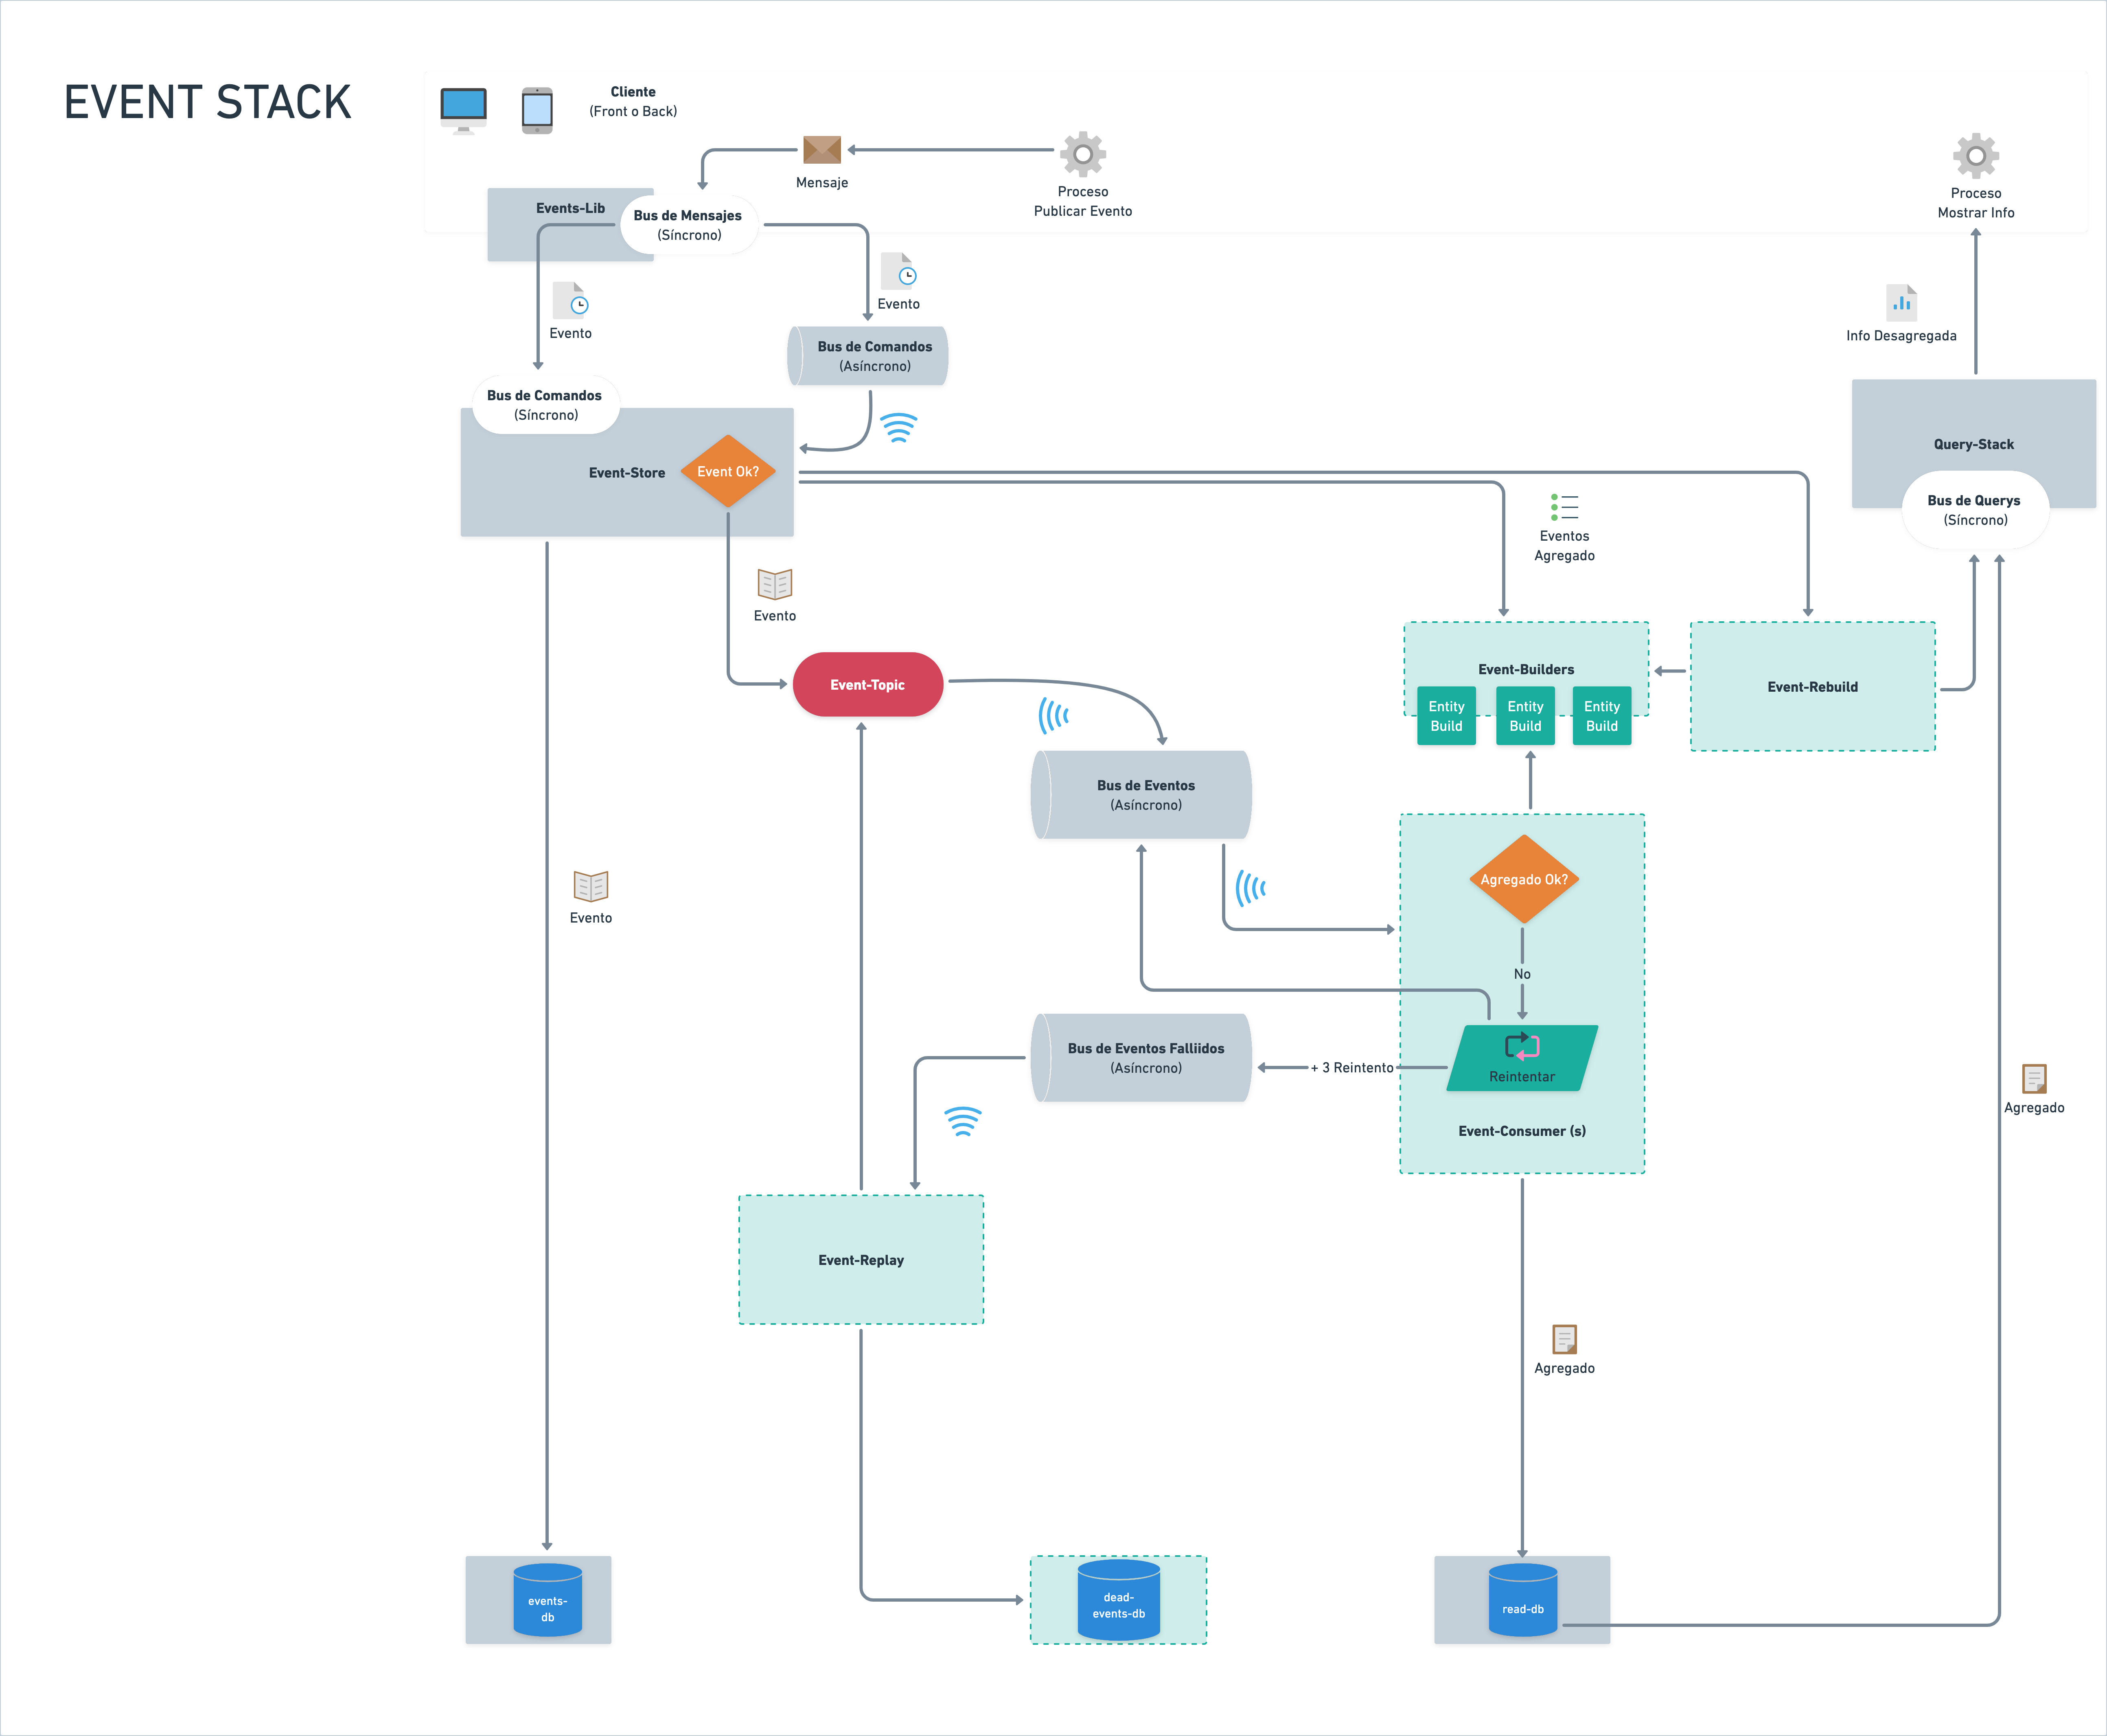 EVENT STACK
Cliente
(Front o Back)
Mensaje
Proceso
Publicar Evento
Proceso
Mostrar Info
Events-Lib
Bus de Mensajes
(Síncrono)
Evento
Evento
Info Desagregada
Bus de Comandos
(Asíncrono)
Bus de Comandos
(Síncrono)
Event-Store
Event Ok?
Query-Stack
Bus de Querys
(Síncrono)
Eventos
Agregado
Evento
Event-Topic
Event-Builders
Entity
Build
Entity
Build
Entity
Build
Event-Rebuild
Bus de Eventos
(Asíncrono)
Agregado Ok?
Evento
No
Bus de Eventos Falliidos
(Asíncrono)
+ 3 Reintento
Reintentar
Event-Consumer (s)
Agregado
Event-Replay
Agregado
events-
db
dead-
events-db
read-db